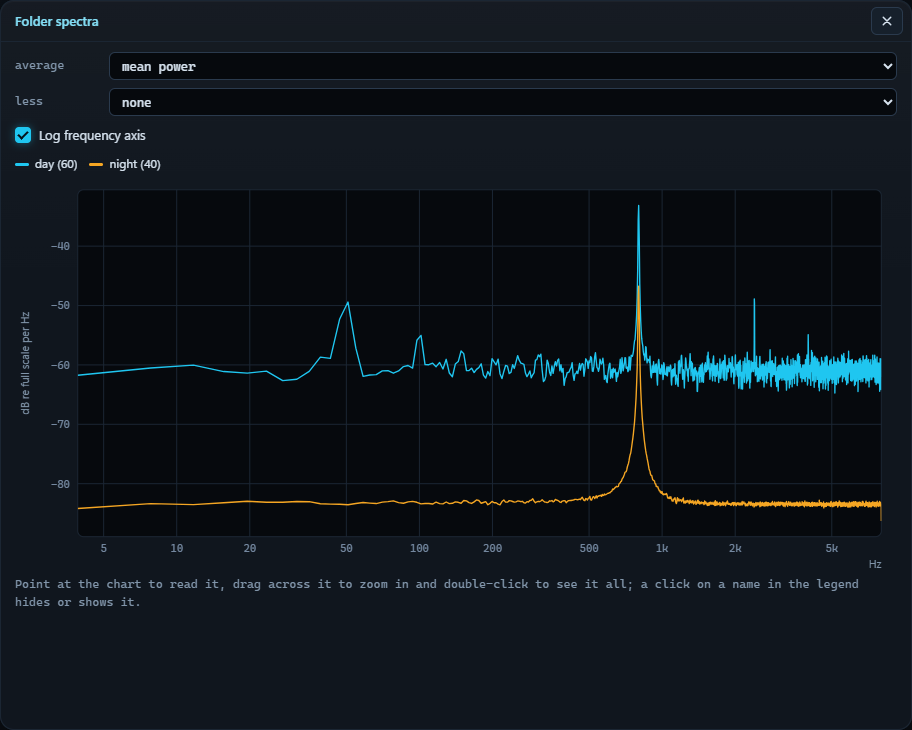 Folder spectra
average
mean power
less
none
Log frequency axis
day (60) night (40)
dB re full scale per Hz
−40
−50
−60
−70
−80
5 10 20 50 100 200 500 1k 2k 5k
Hz
Point at the chart to read it, drag across it to zoom in and double-click to see it all; a click on a name in the legend
hides or shows it.